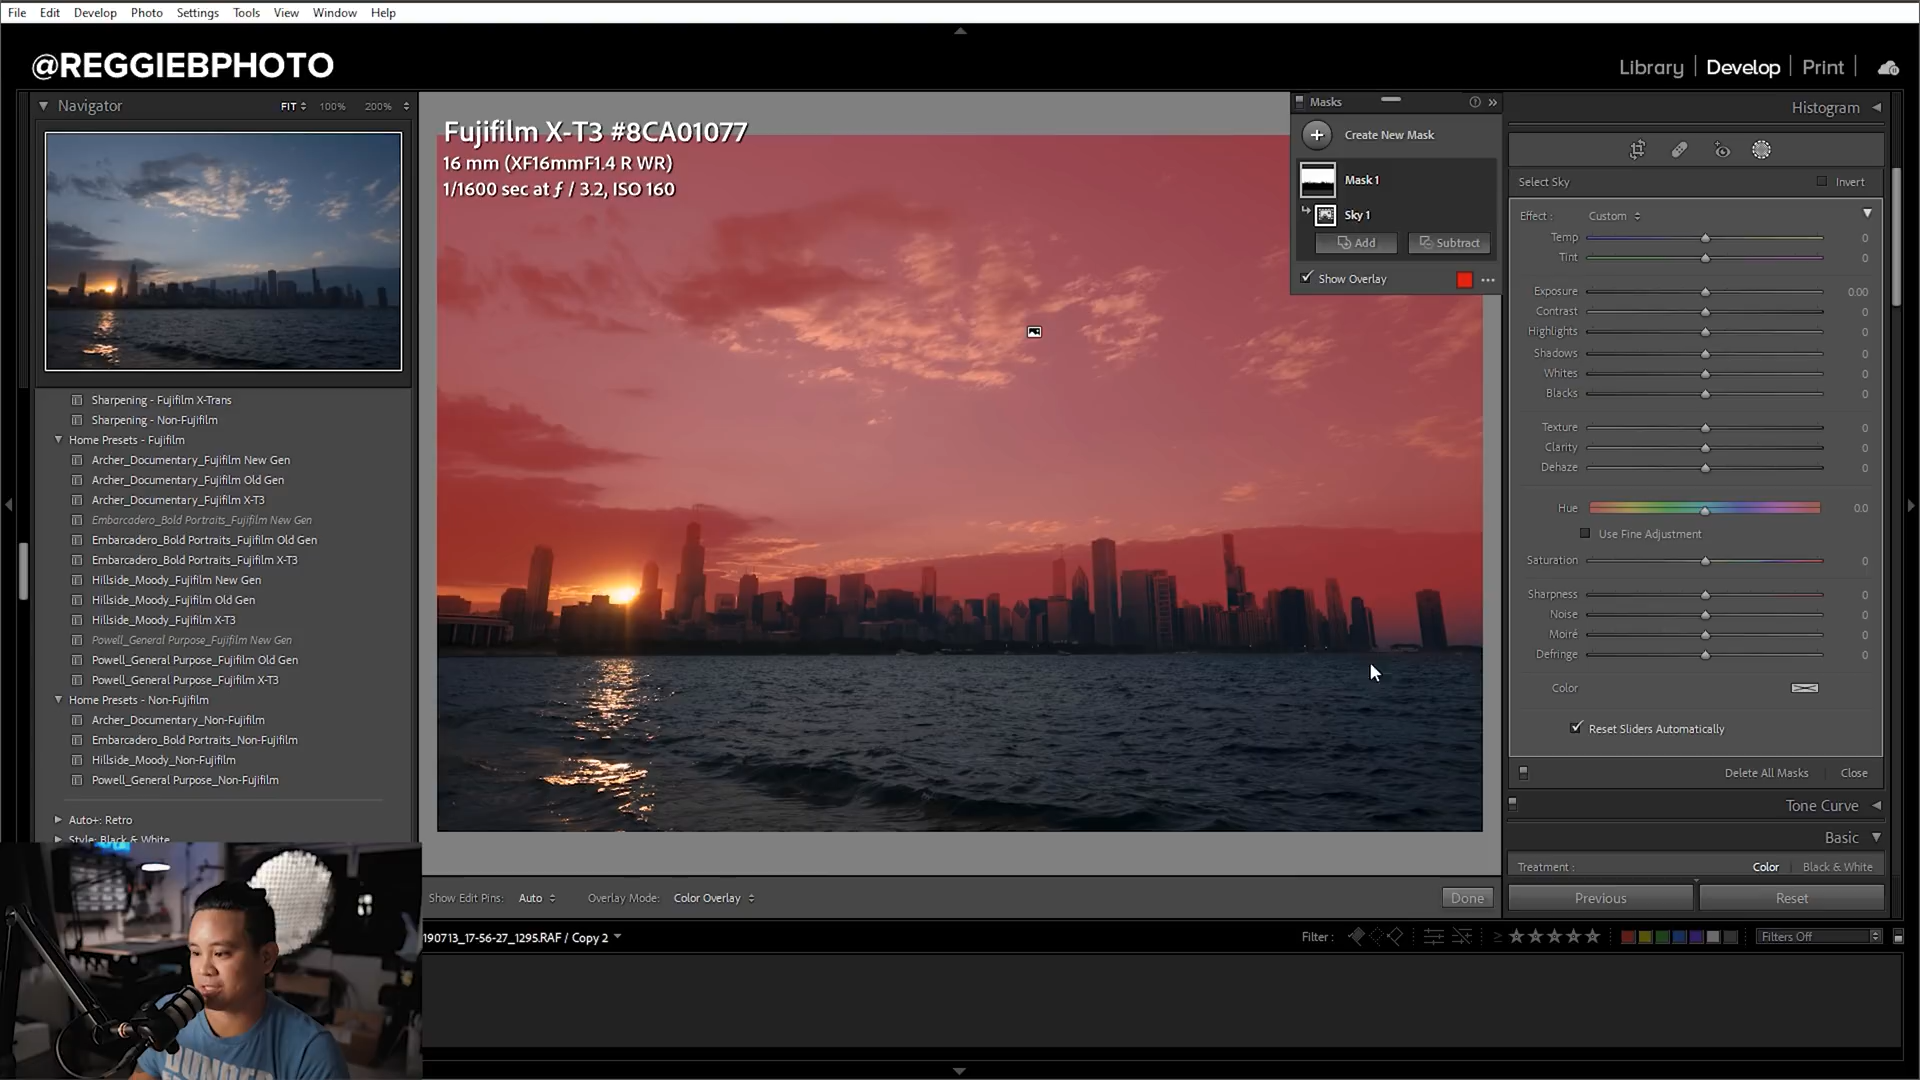 File Edit Develop Photo Settings Tools View Window Help
@REGGIEBPHOTO
Library | Develop | Print |
Navigator FIT 100% 200%
Sharpening - Fujifilm X-Trans
Sharpening - Non-Fujifilm
Home Presets - Fujifilm
Archer_Documentary_Fujifilm New Gen
Archer_Documentary_Fujifilm Old Gen
Archer_Documentary_Fujifilm X-T3
Embarcadero_Bold Portraits_Fujifilm New Gen
Embarcadero_Bold Portraits_Fujifilm Old Gen
Embarcadero_Bold Portraits_Fujifilm X-T3
Hillside_Moody_Fujifilm New Gen
Hillside_Moody_Fujifilm Old Gen
Hillside_Moody_Fujifilm X-T3
Powell_General Purpose_Fujifilm New Gen
Powell_General Purpose_Fujifilm Old Gen
Powell_General Purpose_Fujifilm X-T3
Home Presets - Non-Fujifilm
Archer_Documentary_Non-Fujifilm
Embarcadero_Bold Portraits_Non-Fujifilm
Hillside_Moody_Non-Fujifilm
Powell_General Purpose_Non-Fujifilm
Auto+: Retro
Style: Black & White
Fujifilm X-T3 #8CA01077
16 mm (XF16mmF1.4 R WR)
1/1600 sec at ƒ / 3.2, ISO 160
Masks
Create New Mask
Mask 1
Sky 1
Add Subtract
Show Overlay
Histogram
Select Sky Invert
Effect : Custom
Temp 0
Tint 0
Exposure 0.00
Contrast 0
Highlights 0
Shadows 0
Whites 0
Blacks 0
Texture 0
Clarity 0
Dehaze 0
Hue 0.0
Use Fine Adjustment
Saturation 0
Sharpness 0
Noise 0
Moiré 0
Defringe 0
Color
Reset Sliders Automatically
Delete All Masks Close
Tone Curve
Basic
Treatment : Color Black & White
Previous Reset
Show Edit Pins: Auto Overlay Mode: Color Overlay Done
190713_17-56-27_1295.RAF / Copy 2
Filter : Filters Off